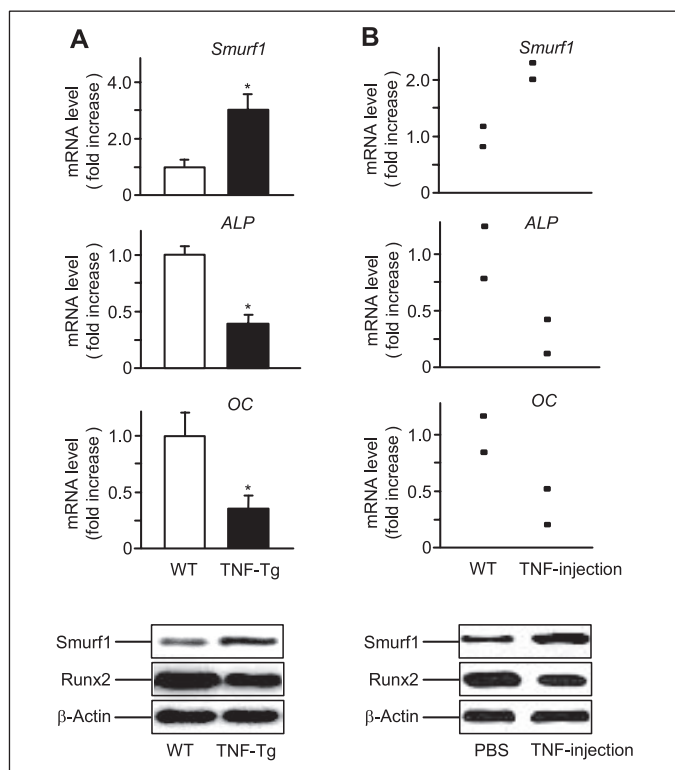 A
Smurf1
mRNA level
( fold increase )
4.0
2.0
0
*
ALP
mRNA level
(fold increase )
1.0
0.5
0
*
OC
mRNA level
(fold increase )
1.0
0.5
0
*
WT TNF-Tg
Smurf1
Runx2
β-Actin
WT TNF-Tg
B
Smurf1
mRNA level
( fold increase )
2.0
1.0
0
ALP
mRNA level
(fold increase )
1.0
0.5
0
OC
mRNA level
(fold increase )
1.0
0.5
0
WT TNF-injection
Smurf1
Runx2
β-Actin
PBS TNF-injection